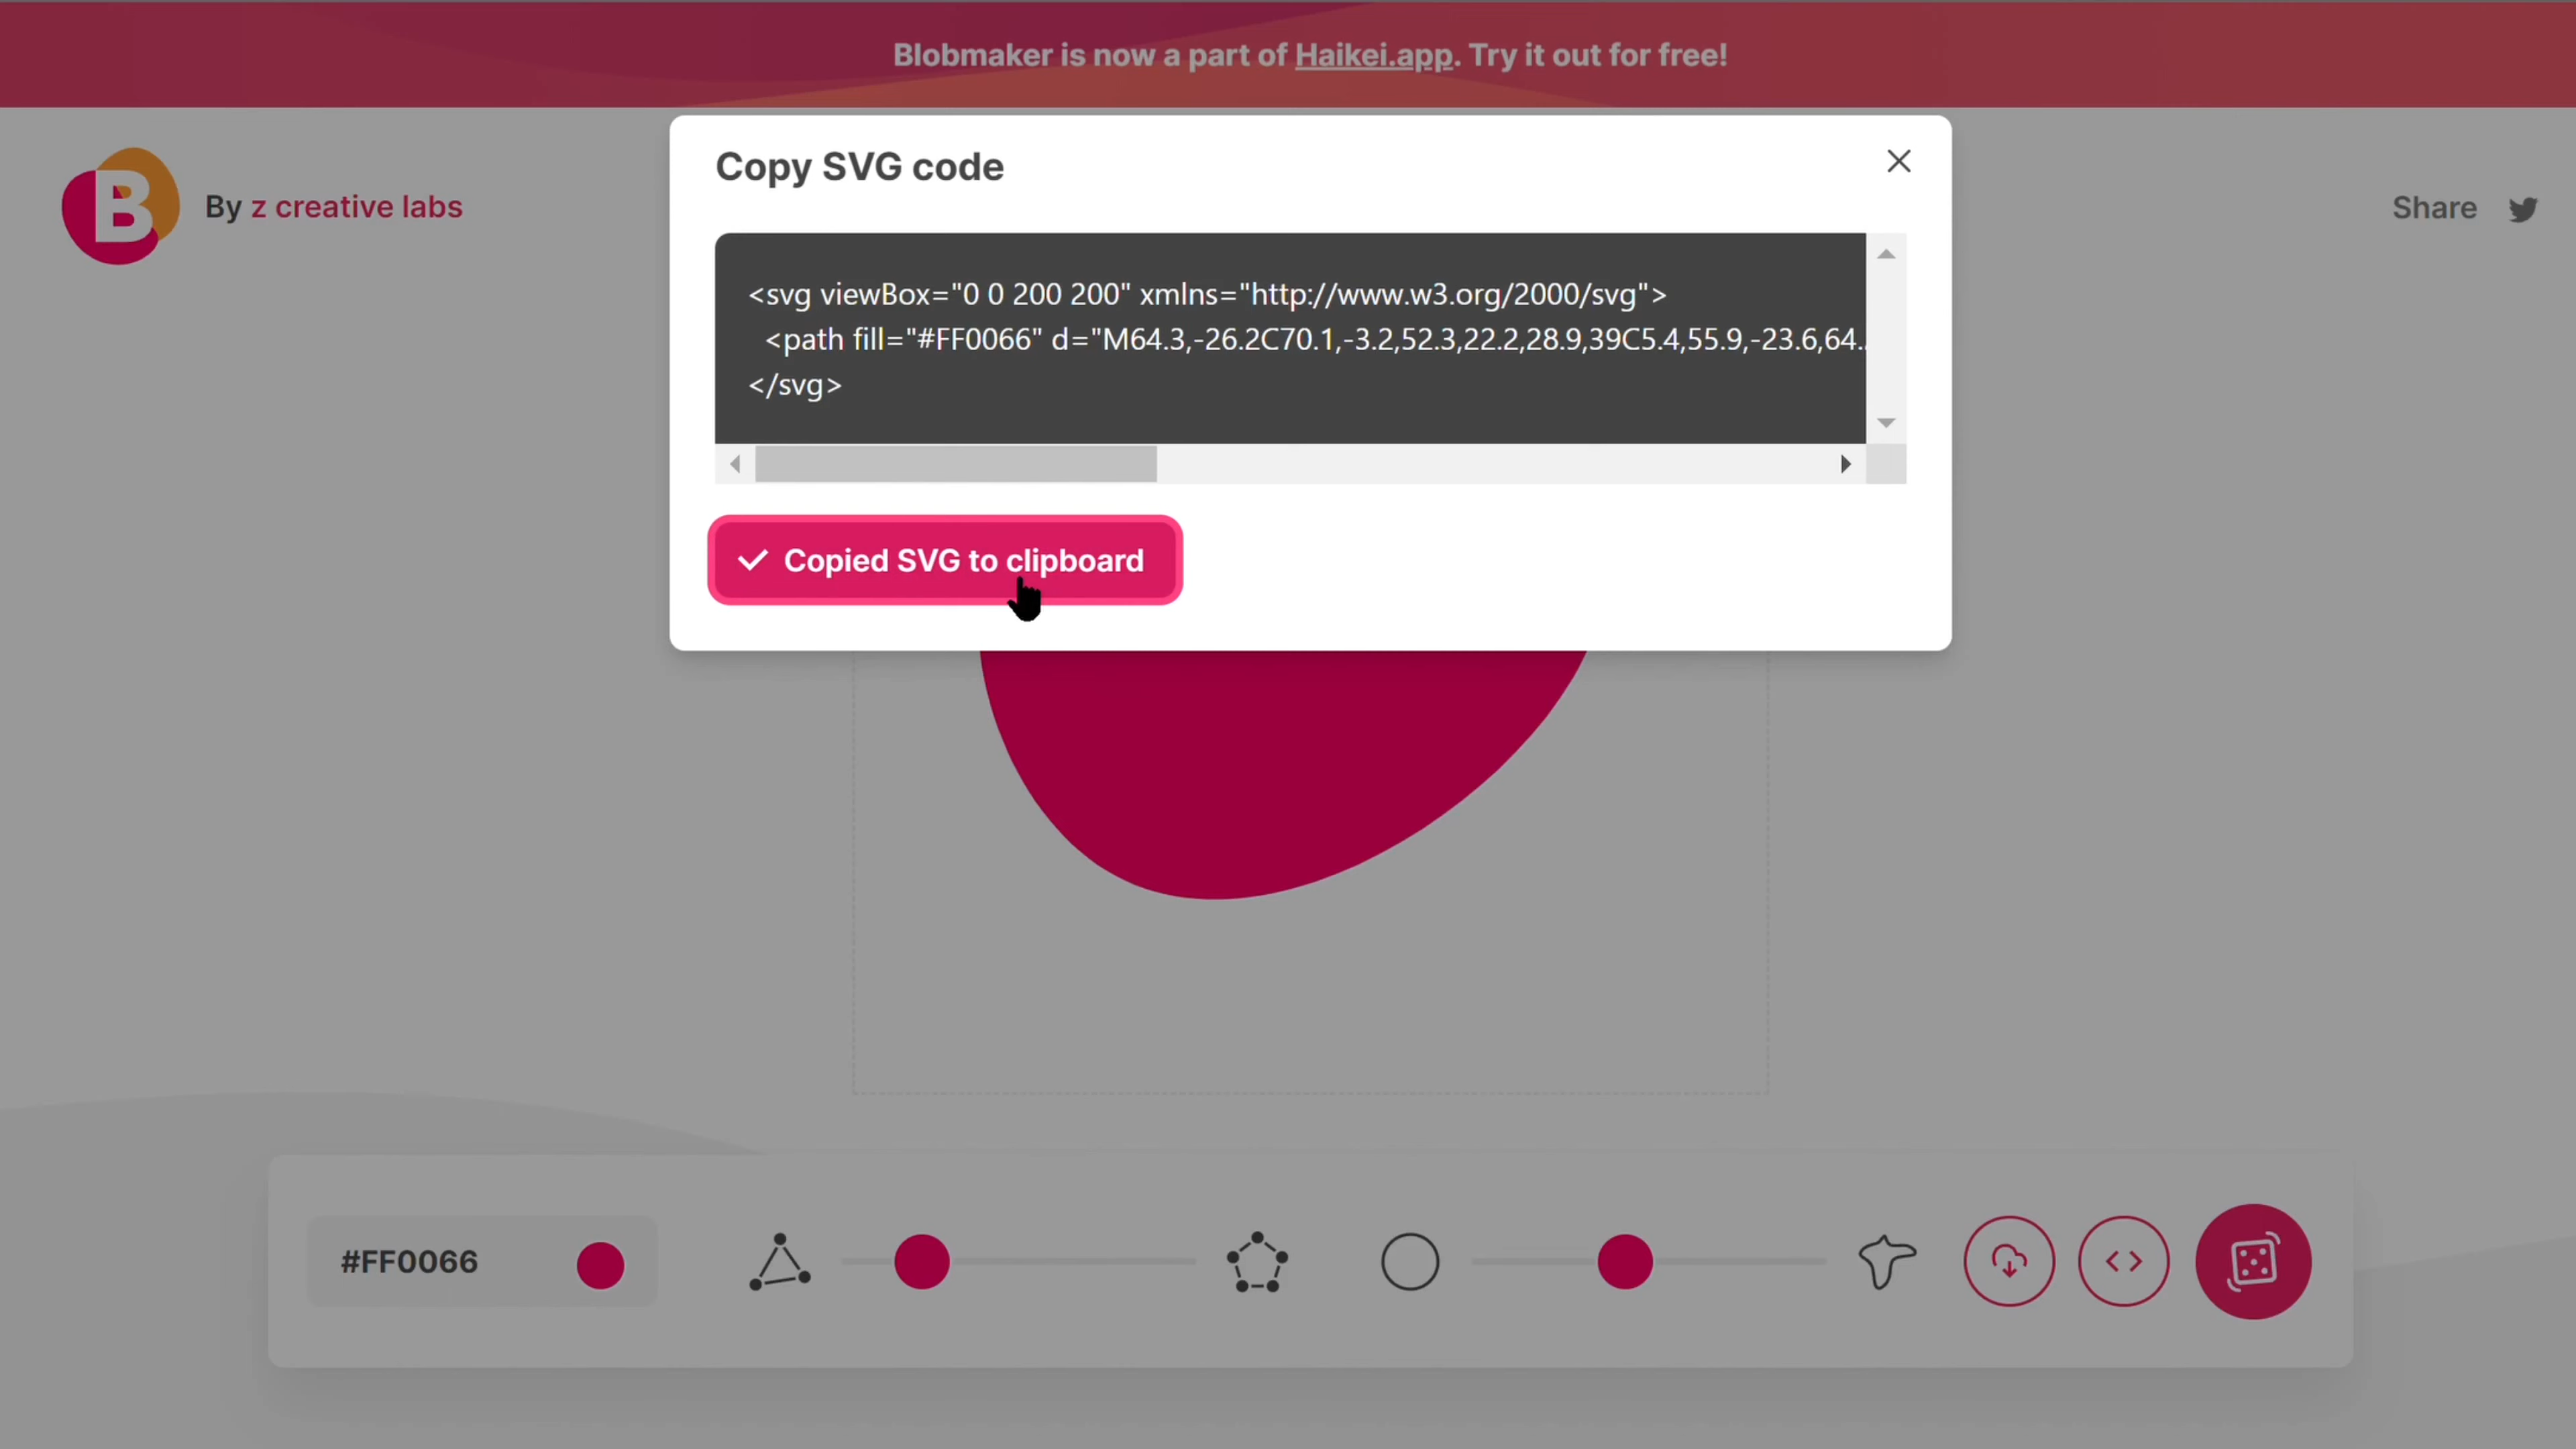 Blobmaker is now a part of Haikei.app. Try it out for free!
B
By z creative labs
Share
Copy SVG code
<svg viewBox="0 0 200 200" xmlns="http://www.w3.org/2000/svg">
<path fill="#FF0066" d="M64.3,-26.2C70.1,-3.2,52.3,22.2,28.9,39C5.4,55.9,-23.6,64.
</svg>
Copied SVG to clipboard
#FF0066